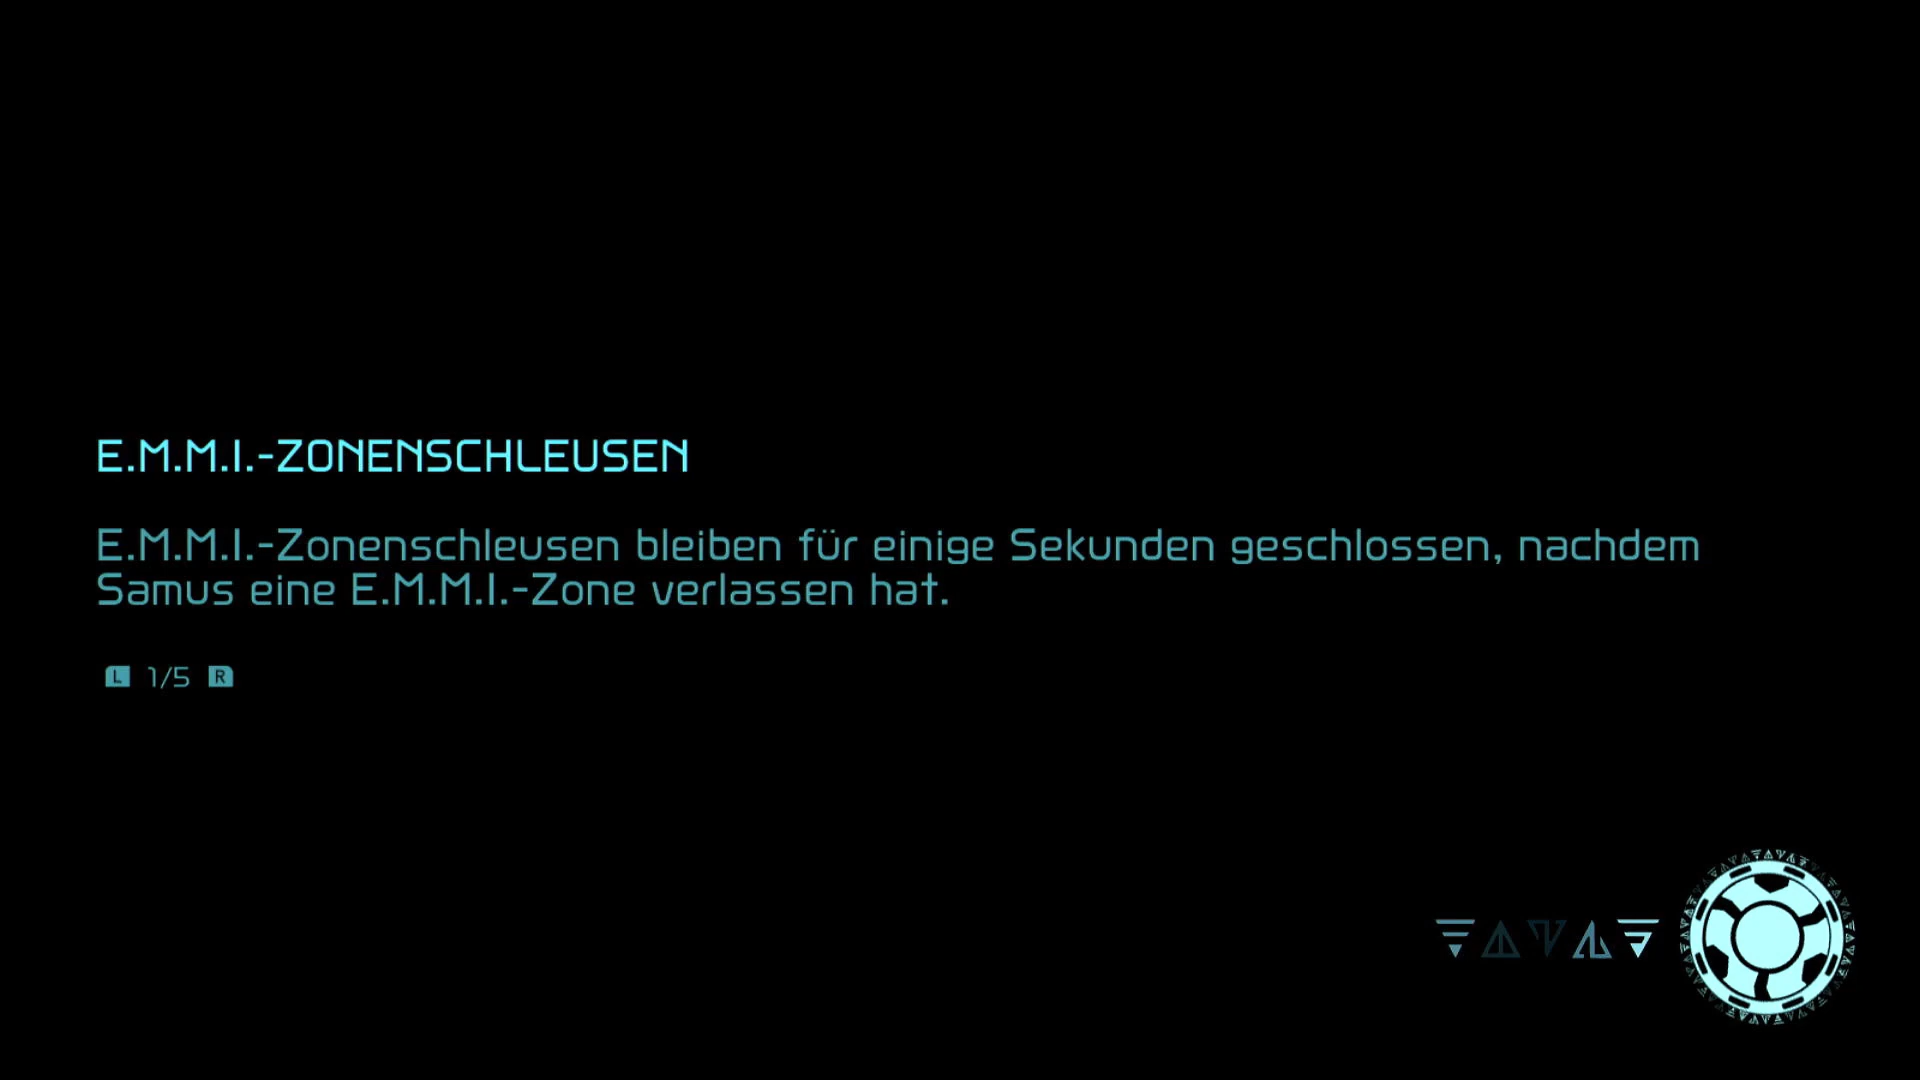 E.M.M.I.-ZONENSCHLEUSEN
E.M.M.I.-Zonenschleusen bleiben für einige Sekunden geschlossen, nachdem
Samus eine E.M.M.I.-Zone verlassen hat.
L 1/5 R